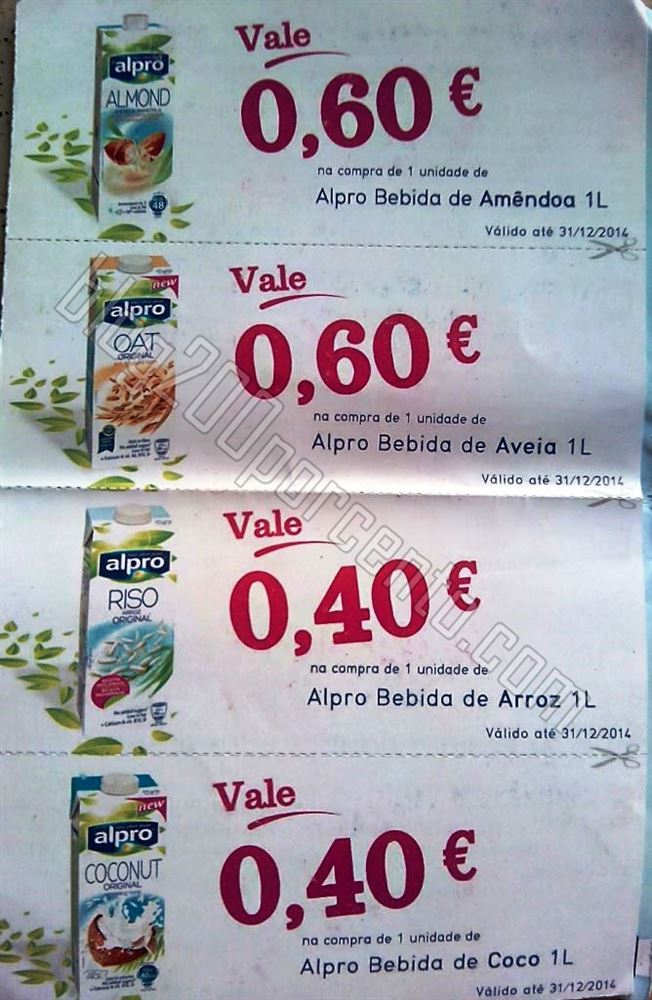 alpro
ALMOND
48
Vale
0,60 €
na compra de 1 unidade de
Alpro Bebida de Amêndoa 1L
Válido até 31/12/2014
new
alpro
OAT
ORIGINAL
Vale
0,60 €
na compra de 1 unidade de
Alpro Bebida de Aveia 1L
Válido até 31/12/2014
alpro
RISO
ARROZ
ORIGINAL
Vale
0,40 €
na compra de 1 unidade de
Alpro Bebida de Arroz 1L
Válido até 31/12/2014
new
alpro
COCONUT
ORIGINAL
Vale
0,40 €
na compra de 1 unidade de
Alpro Bebida de Coco 1L
Válido até 31/12/2014
blog200porcento.com